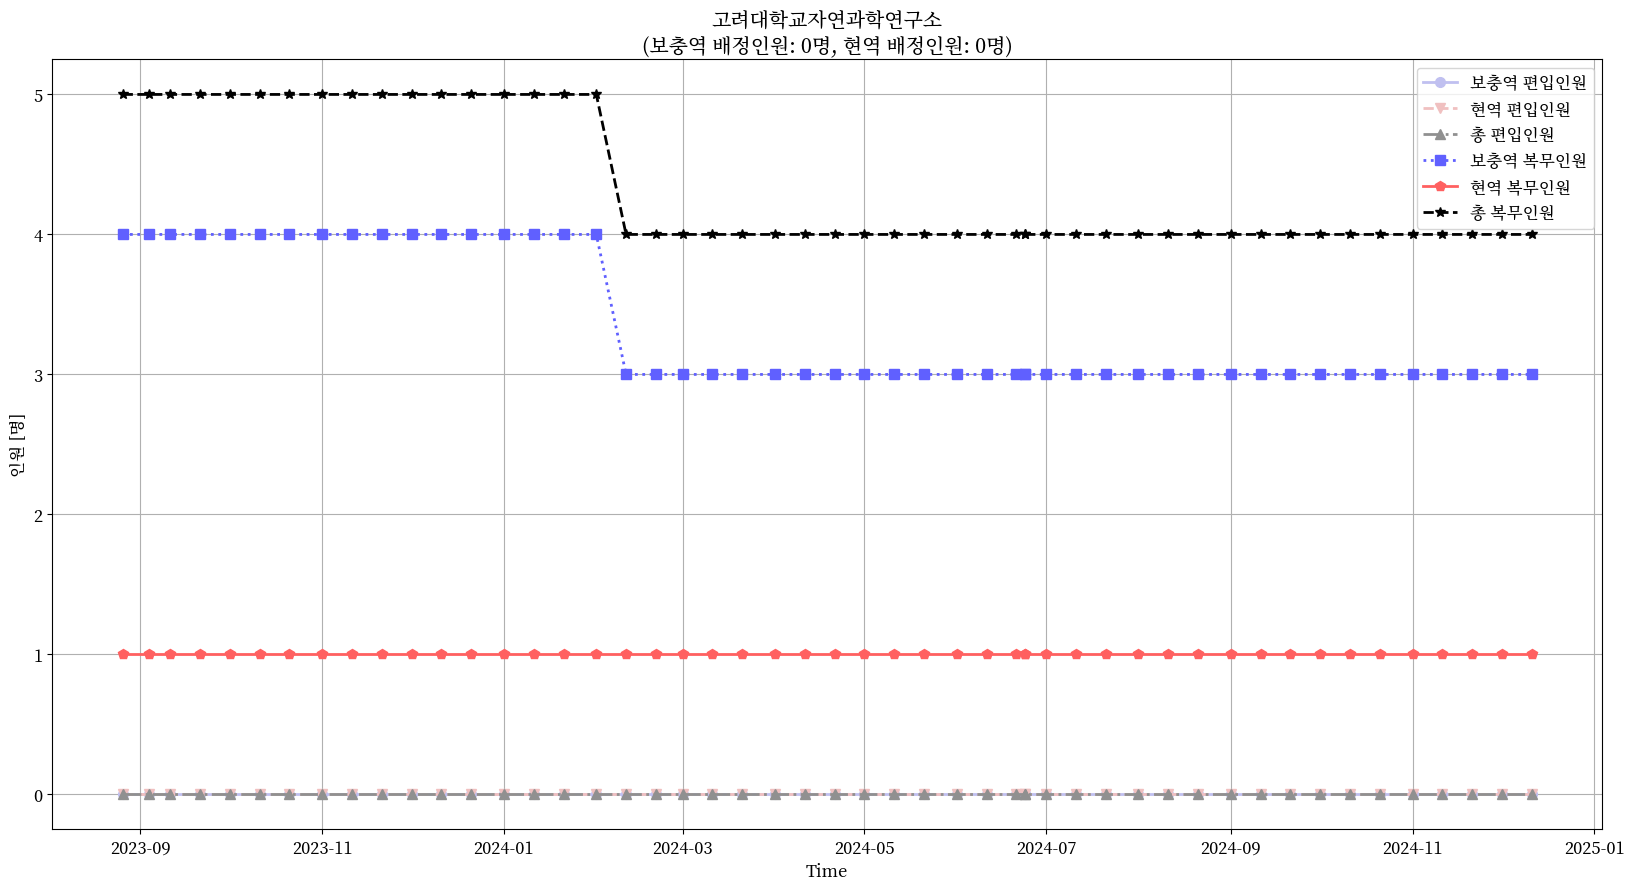 고려대학교자연과학연구소
(보충역 배정인원: 0명, 현역 배정인원: 0명)
보충역 편입인원
현역 편입인원
총 편입인원
보충역 복무인원
현역 복무인원
총 복무인원
인원 [명]
5
4
3
2
1
0
2023-09
2023-11
2024-01
2024-03
2024-05
2024-07
2024-09
2024-11
2025-01
Time